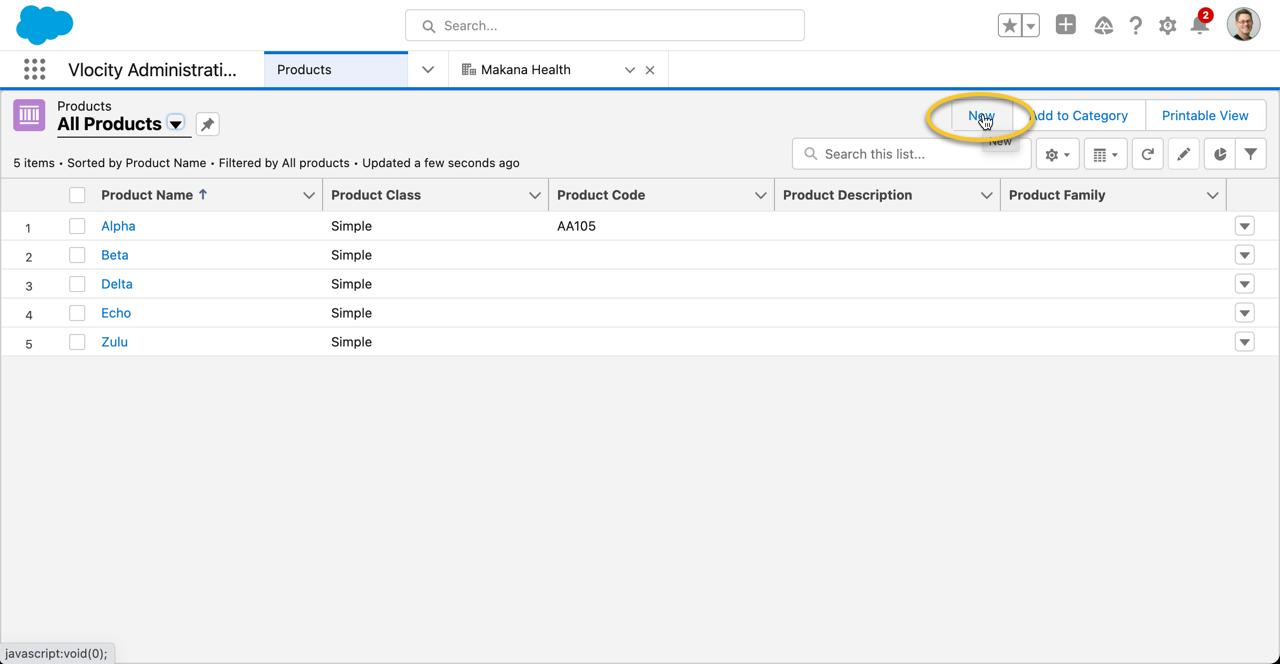 Search...
2
Vlocity Administrati...
Products
Makana Health
Products
All Products
New
Add to Category
Printable View
New
5 items • Sorted by Product Name • Filtered by All products • Updated a few seconds ago
Search this list...
Product Name ↑
Product Class
Product Code
Product Description
Product Family
1 Alpha Simple AA105
2 Beta Simple
3 Delta Simple
4 Echo Simple
5 Zulu Simple
javascript:void(0);